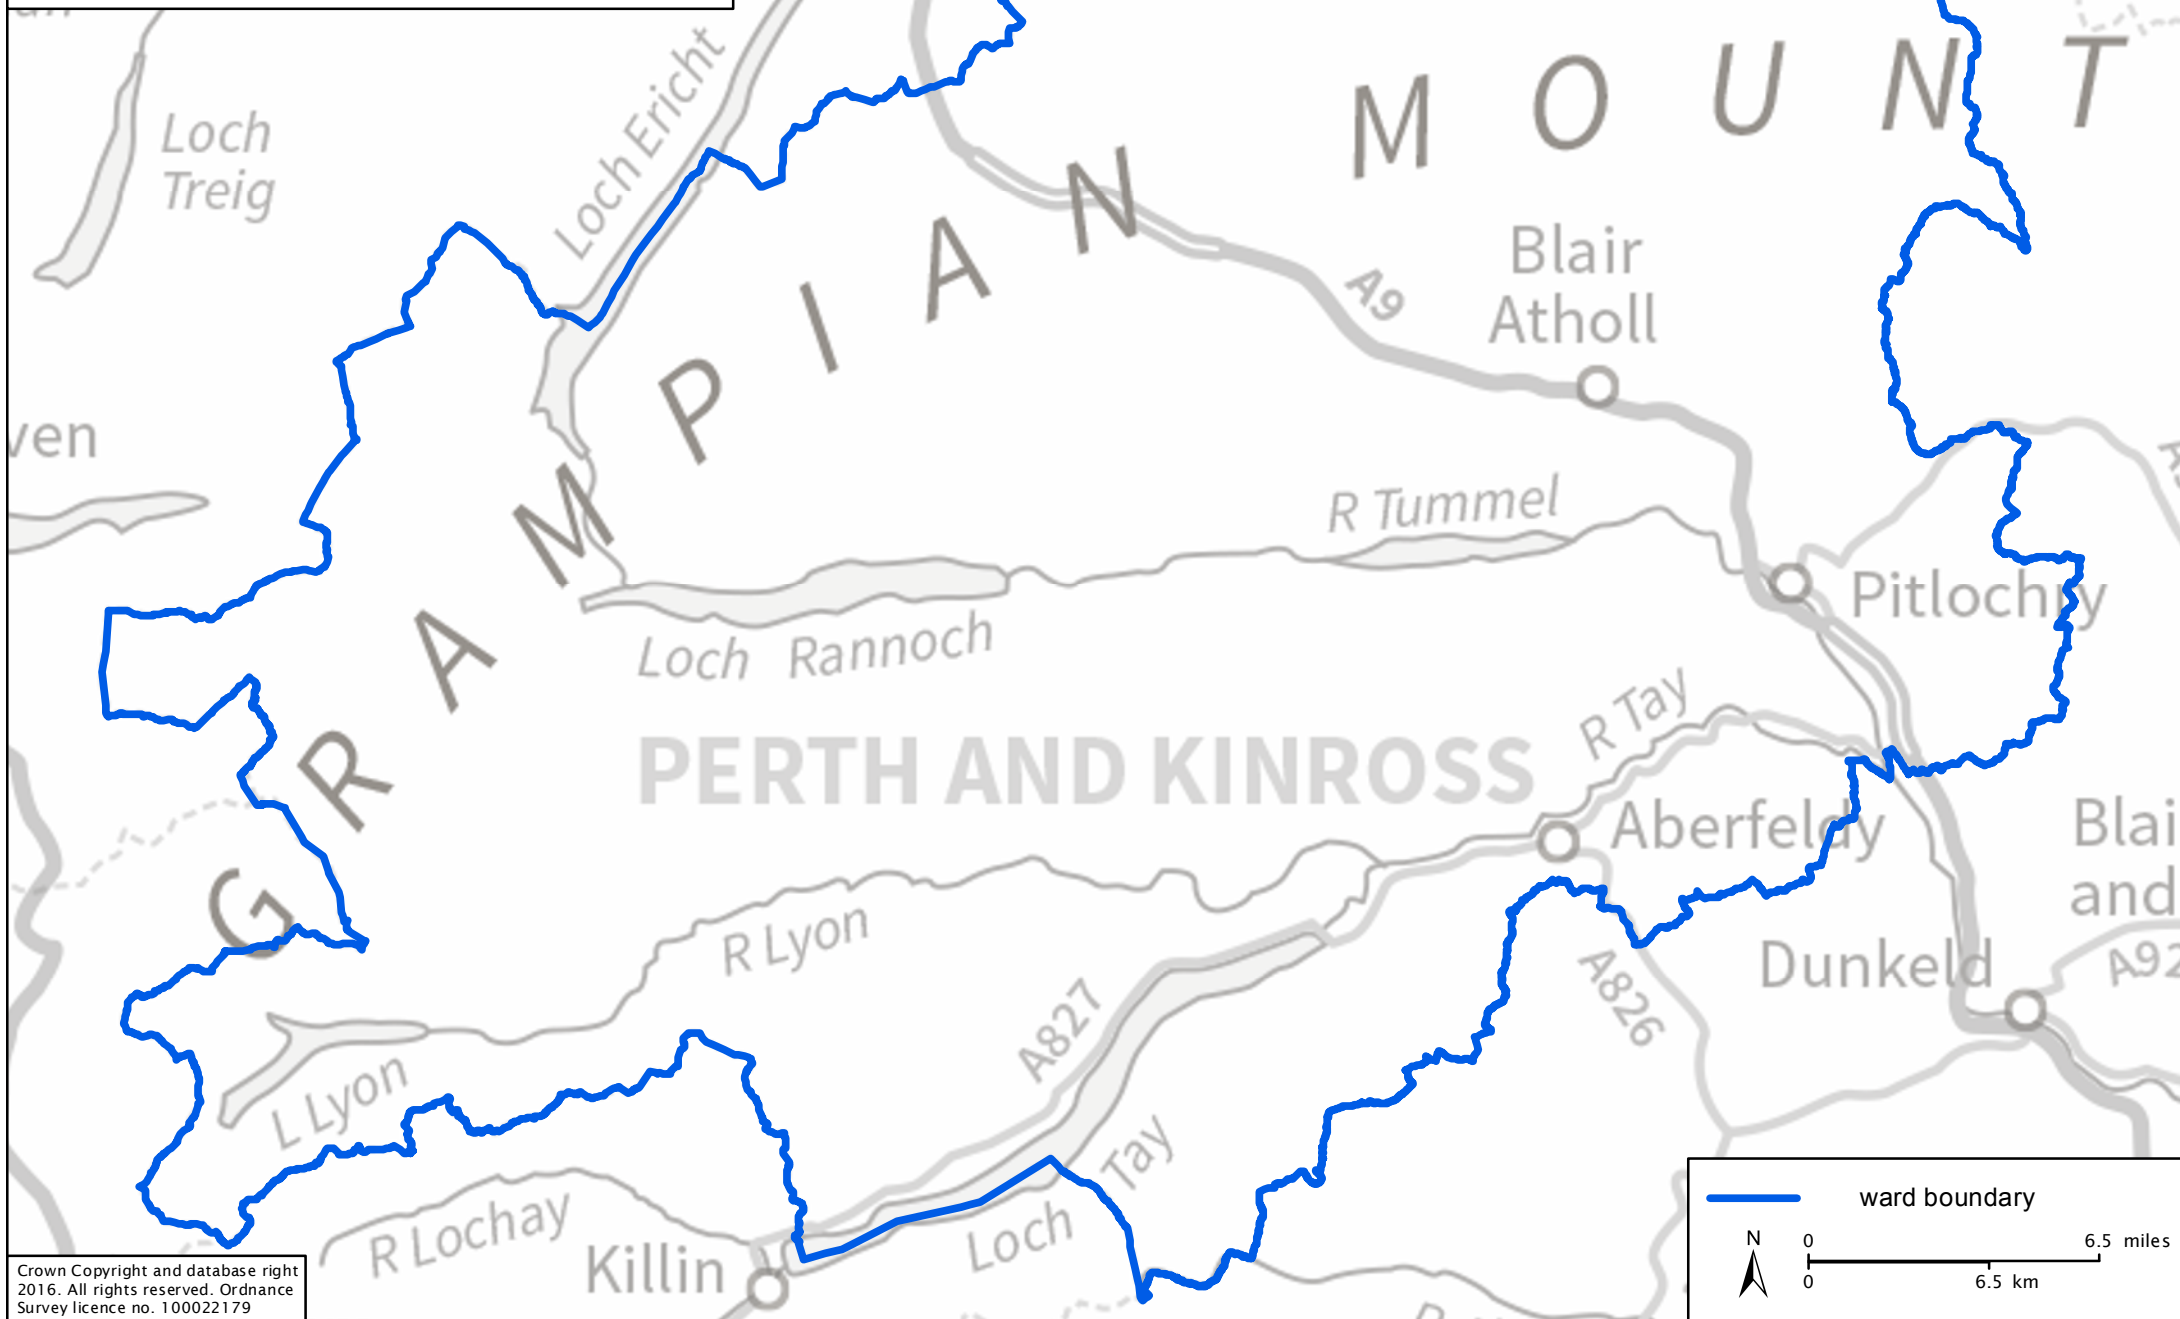 Loch
Treig
Loch Ericht
GRAMPIAN MOUNT
Blair
Atholl
A9
ven
R Tummel
Pitlochry
Loch Rannoch
R Tay
PERTH AND KINROSS
Aberfeldy
Blai
and
R Lyon
Dunkeld
A92
A827
A826
L Lyon
Loch Tay
R Lochay
Killin
ward boundary
N
0 6.5 miles
0 6.5 km
Crown Copyright and database right
2016. All rights reserved. Ordnance
Survey licence no. 100022179